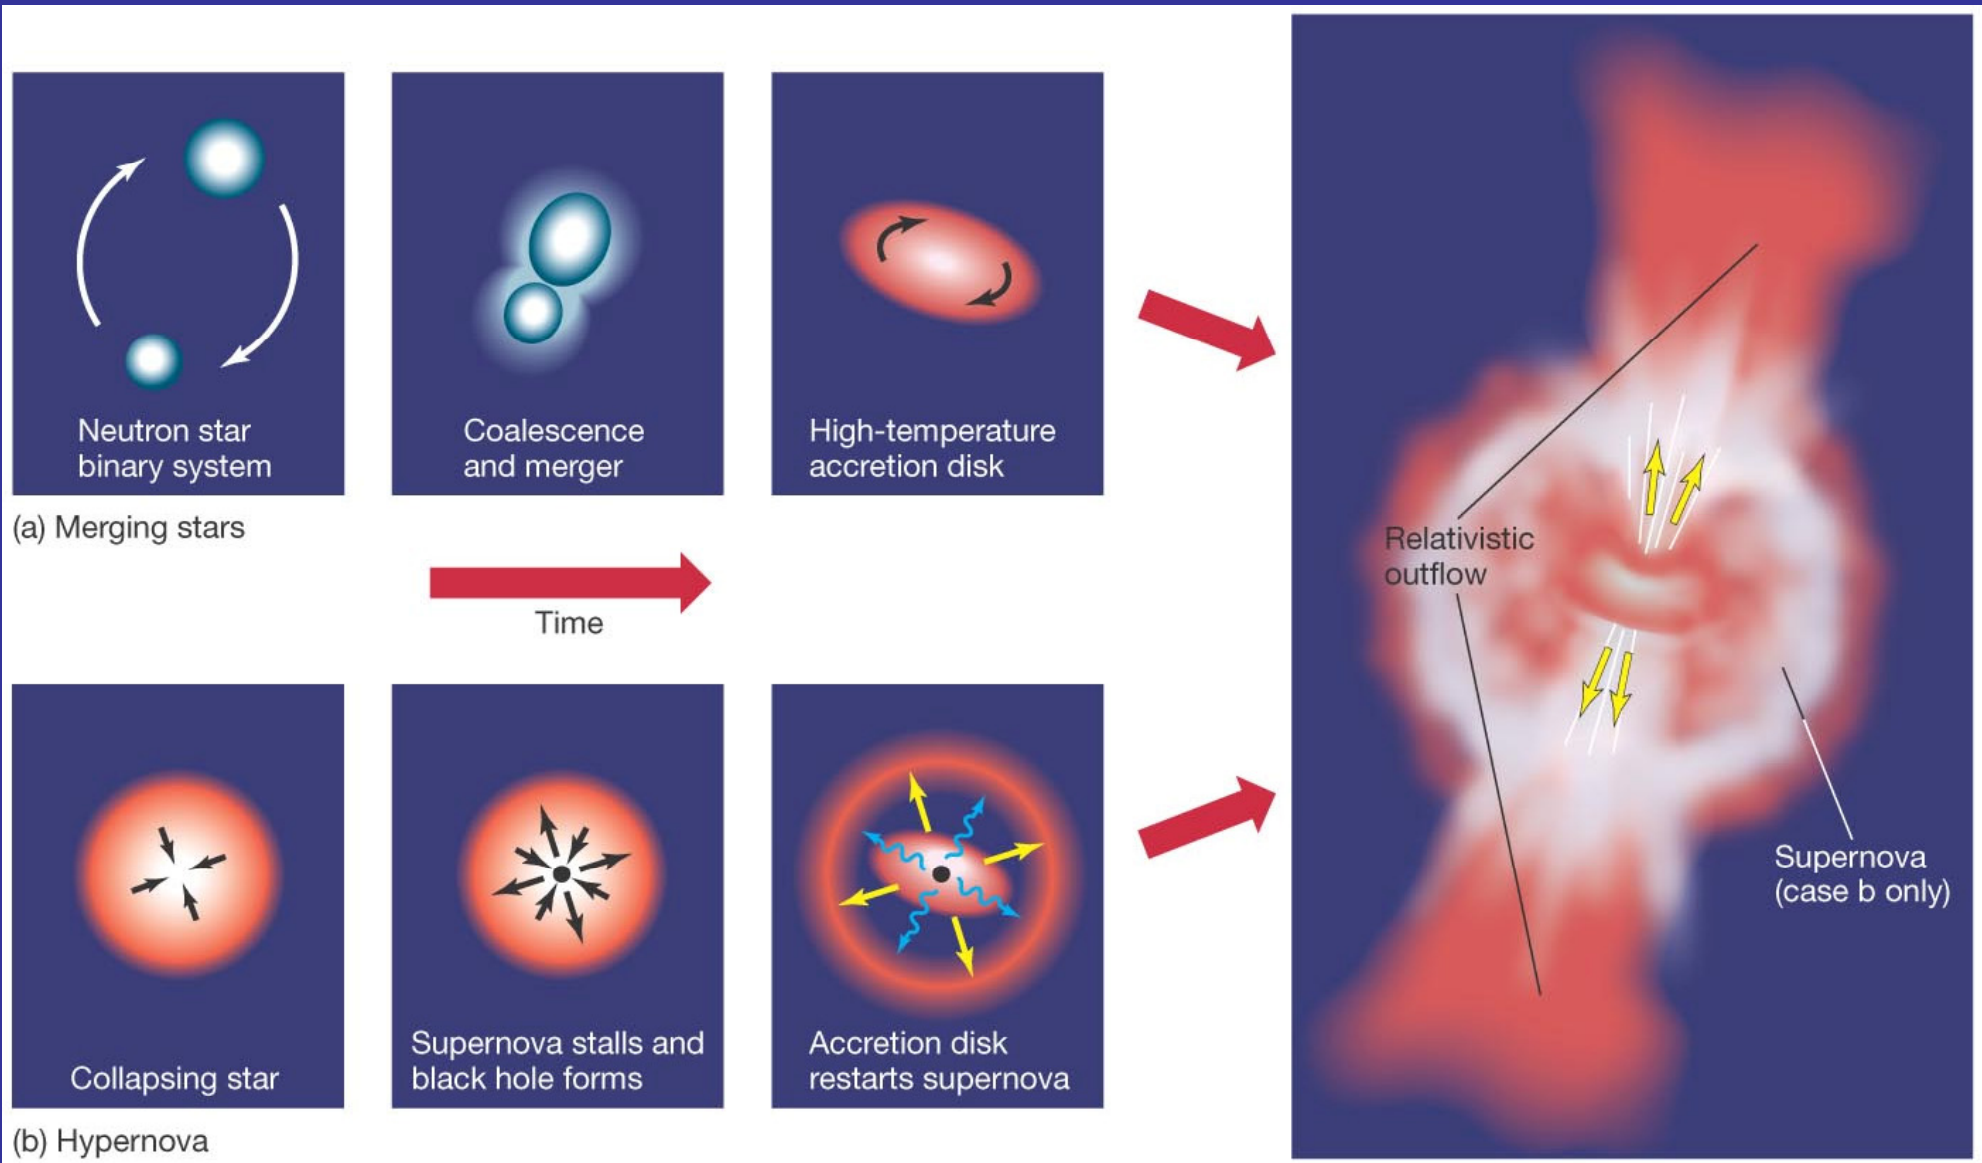 Neutron star
binary system
Coalescence
and merger
High-temperature
accretion disk
(a) Merging stars
Time
Collapsing star
Supernova stalls and
black hole forms
Accretion disk
restarts supernova
(b) Hypernova
Relativistic
outflow
Supernova
(case b only)